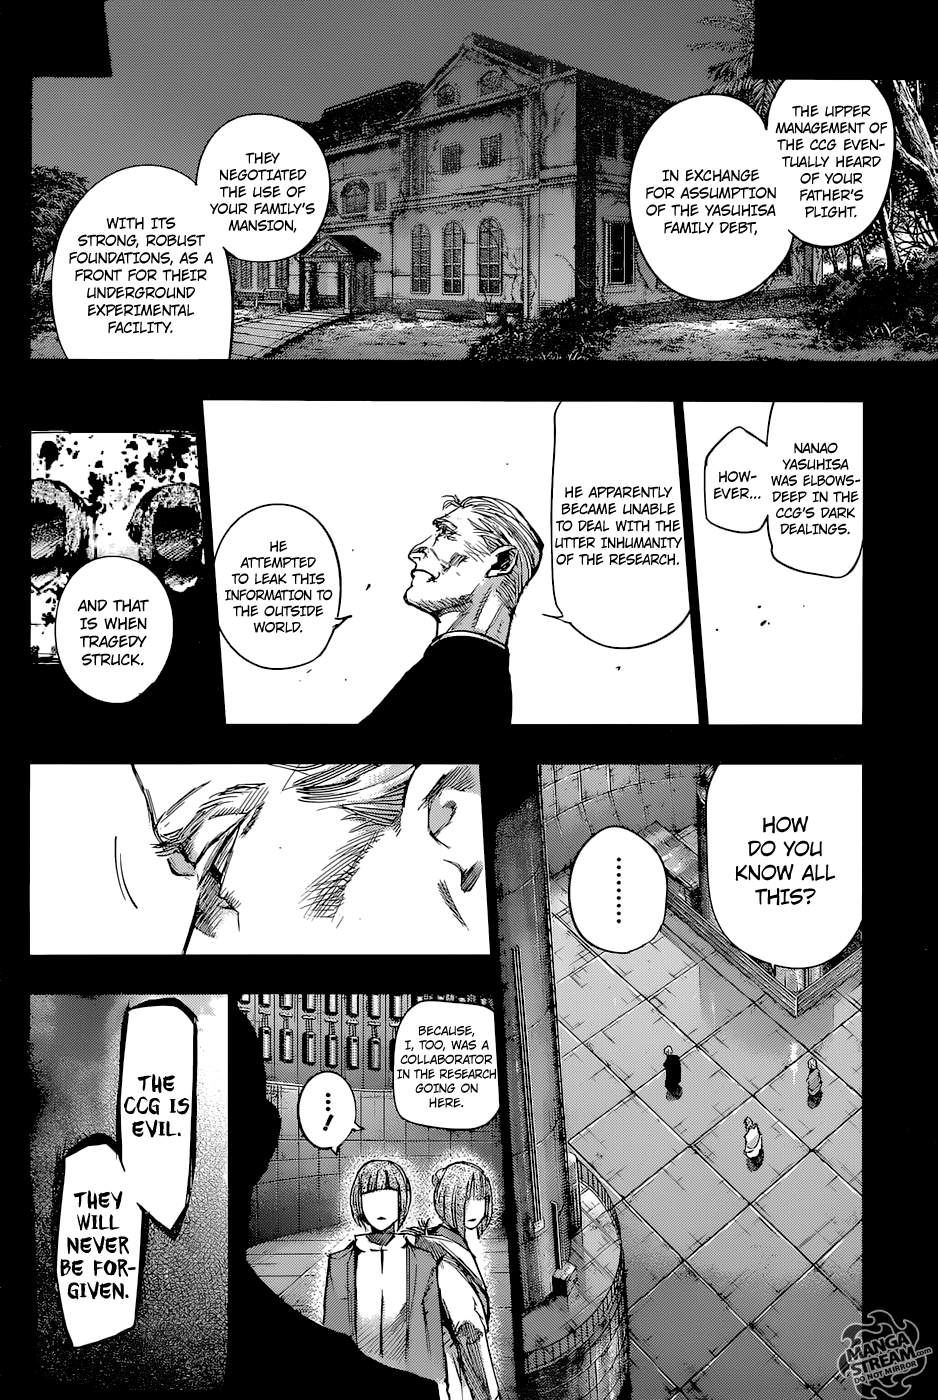 THE UPPER
MANAGEMENT OF
THE CCG EVEN-
TUALLY HEARD
OF YOUR
FATHER'S
PLIGHT.
IN EXCHANGE
FOR ASSUMPTION
OF THE YASUHISA
FAMILY DEBT,
THEY
NEGOTIATED
THE USE OF
YOUR FAMILY'S
MANSION,
WITH ITS
STRONG, ROBUST
FOUNDATIONS, AS A
FRONT FOR THEIR
UNDERGROUND
EXPERIMENTAL
FACILITY.
NANAO
YASUHISA
WAS ELBOWS-
DEEP IN THE
CCG'S DARK
DEALINGS.
HOW-
EVER...
HE APPARENTLY
BECAME UNABLE
TO DEAL WITH THE
UTTER INHUMANITY
OF THE RESEARCH.
HE
ATTEMPTED
TO LEAK THIS
INFORMATION TO
THE OUTSIDE
WORLD.
AND THAT
IS WHEN
TRAGEDY
STRUCK.
HOW
DO YOU
KNOW ALL
THIS?
.........
BECAUSE,
I, TOO, WAS A
COLLABORATOR
IN THE RESEARCH
GOING ON
HERE.
...!
THE
CCG IS
EVIL.
THEY
WILL
NEVER
BE FOR-
GIVEN.
MANGA
STREAM.com
DO NOT MIRROR